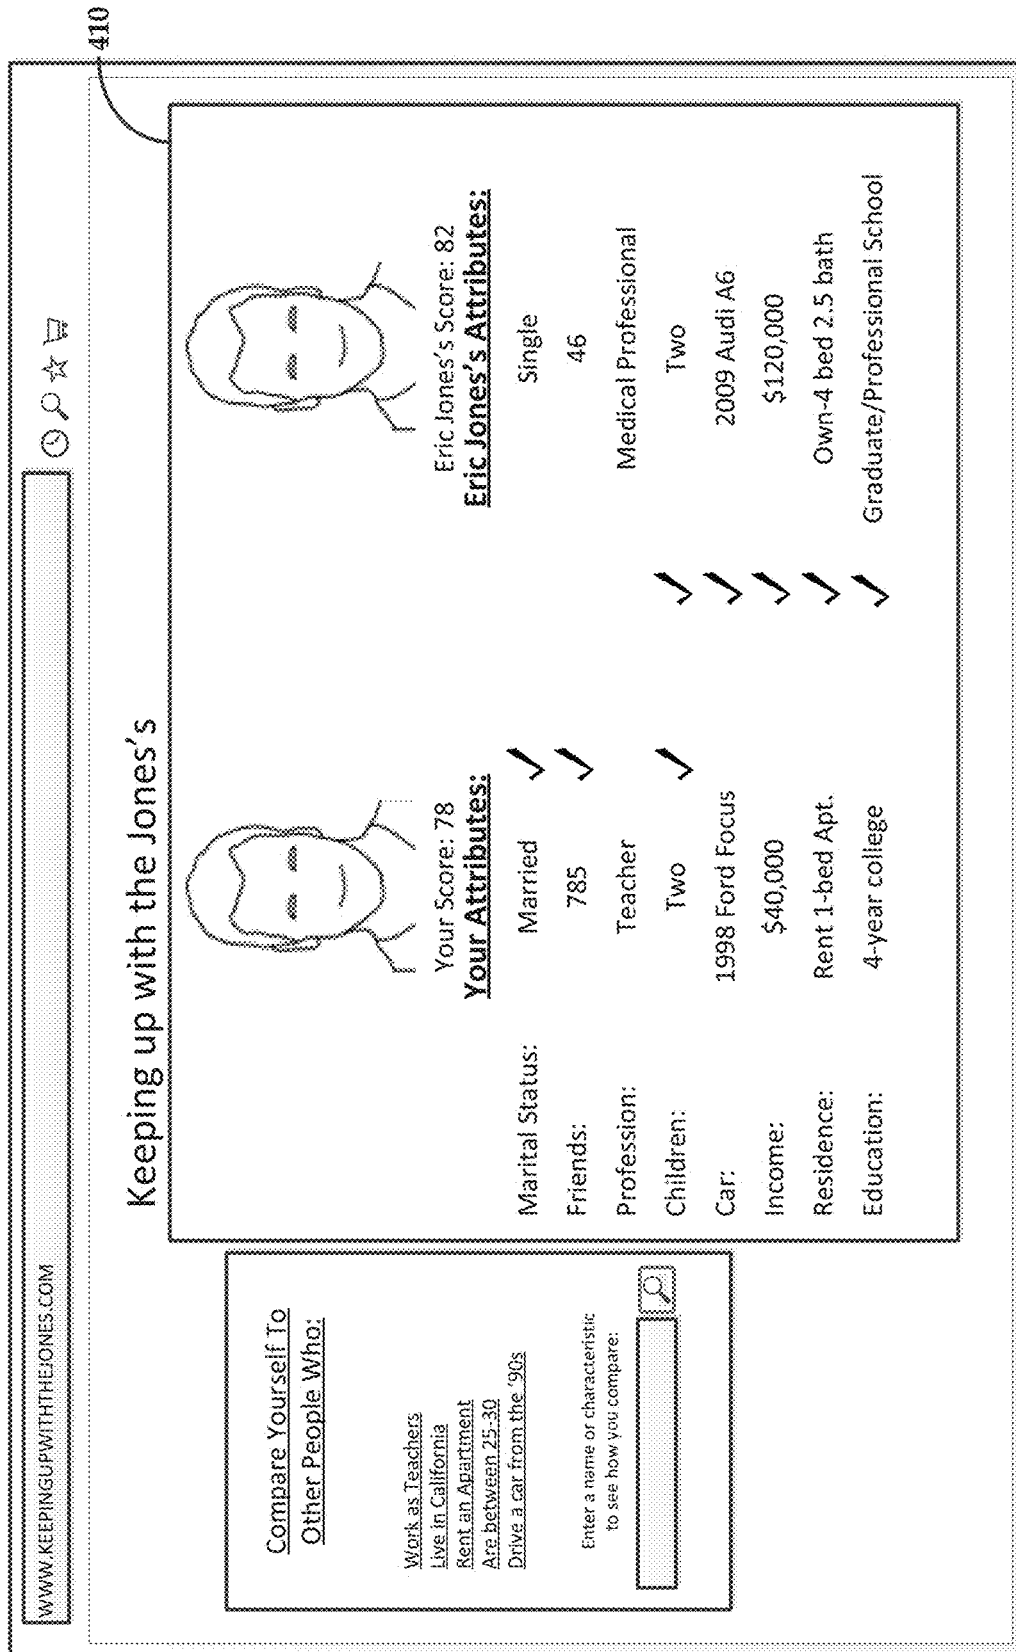 WWW.KEEPINGUPWITHTHEJONES.COM
Keeping up with the Jones's
410
Compare Yourself To
Other People Who:
Work as Teachers
Live in California
Rent an Apartment
Are between 25-30
Drive a car from the '90s
Enter a name or characteristic
to see how you compare:
Your Score: 78 Eric Jones's Score: 82
Your Attributes: Eric Jones's Attributes:
Marital Status: Married ✓ Single
Friends: 785 ✓ 46
Profession: Teacher Medical Professional
Children: Two ✓ ✓ Two
Car: 1998 Ford Focus ✓ 2009 Audi A6
Income: $40,000 ✓ $120,000
Residence: Rent 1-bed Apt. ✓ Own-4 bed 2.5 bath
Education: 4-year college ✓ Graduate/Professional School